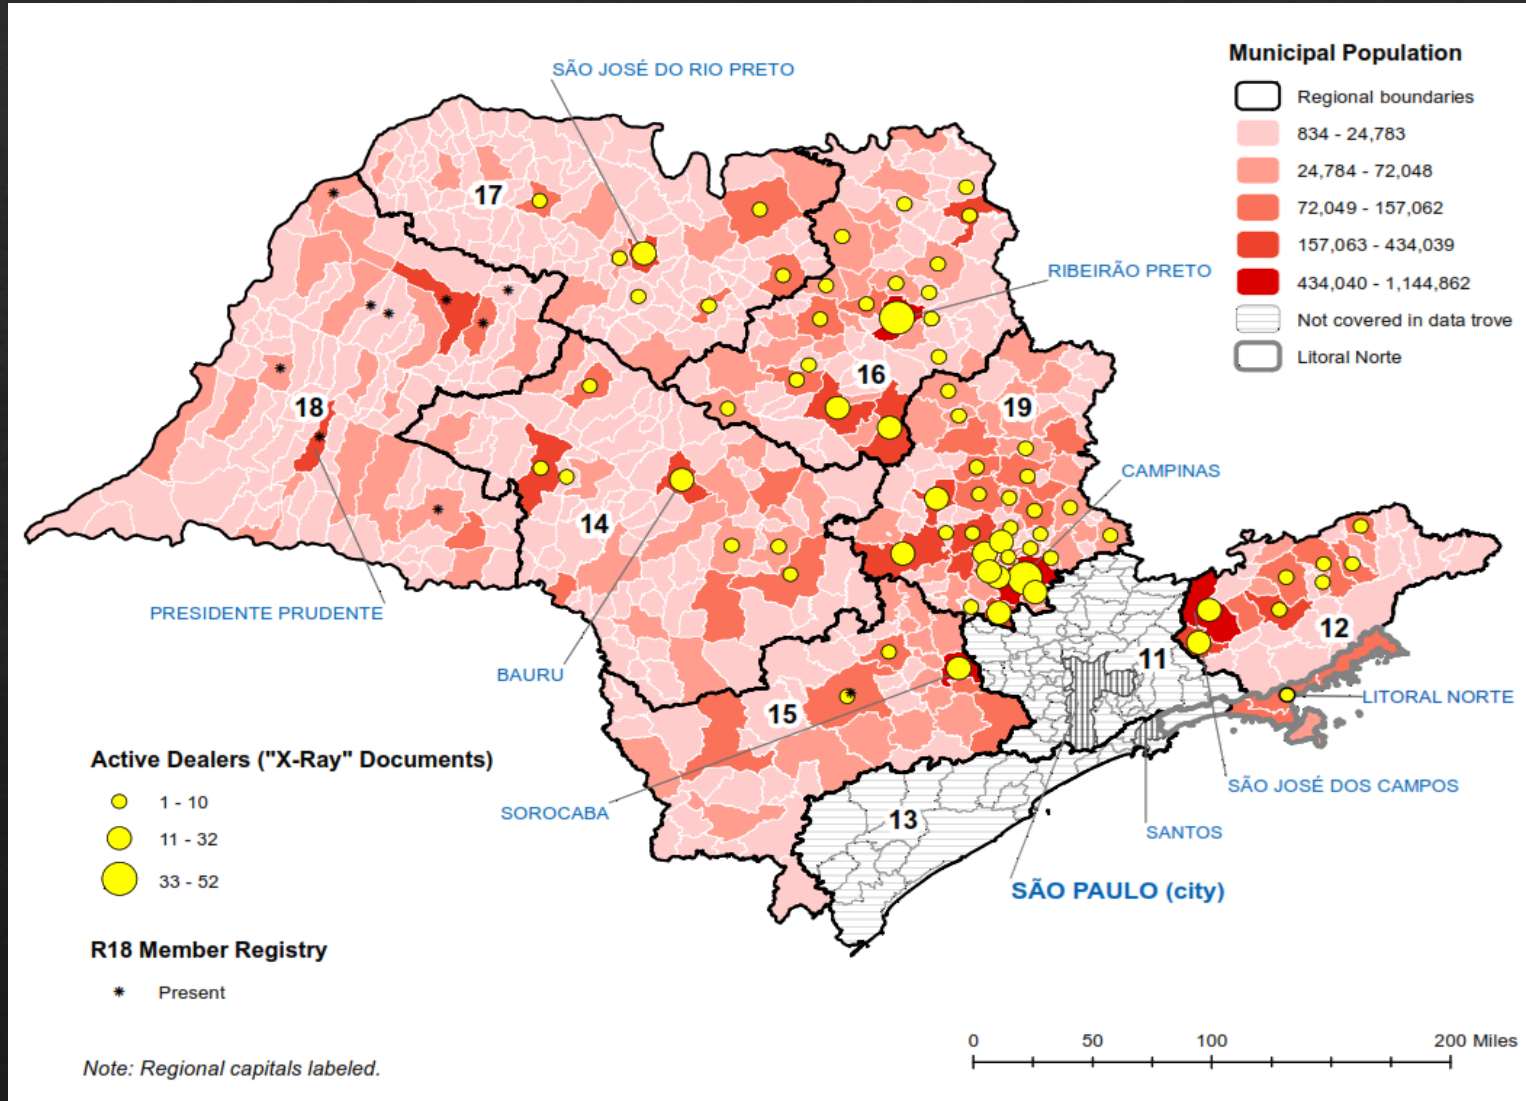 Municipal Population
Regional boundaries
834 - 24,783
24,784 - 72,048
72,049 - 157,062
157,063 - 434,039
434,040 - 1,144,862
Not covered in data trove
Litoral Norte
SÃO JOSÉ DO RIO PRETO
17
RIBEIRÃO PRETO
16
18
19
CAMPINAS
14
PRESIDENTE PRUDENTE
12
11
BAURU
LITORAL NORTE
15
SÃO JOSÉ DOS CAMPOS
SOROCABA
13
SANTOS
SÃO PAULO (city)
Active Dealers ("X-Ray" Documents)
1 - 10
11 - 32
33 - 52
R18 Member Registry
Present
Note: Regional capitals labeled.
0 50 100 200 Miles